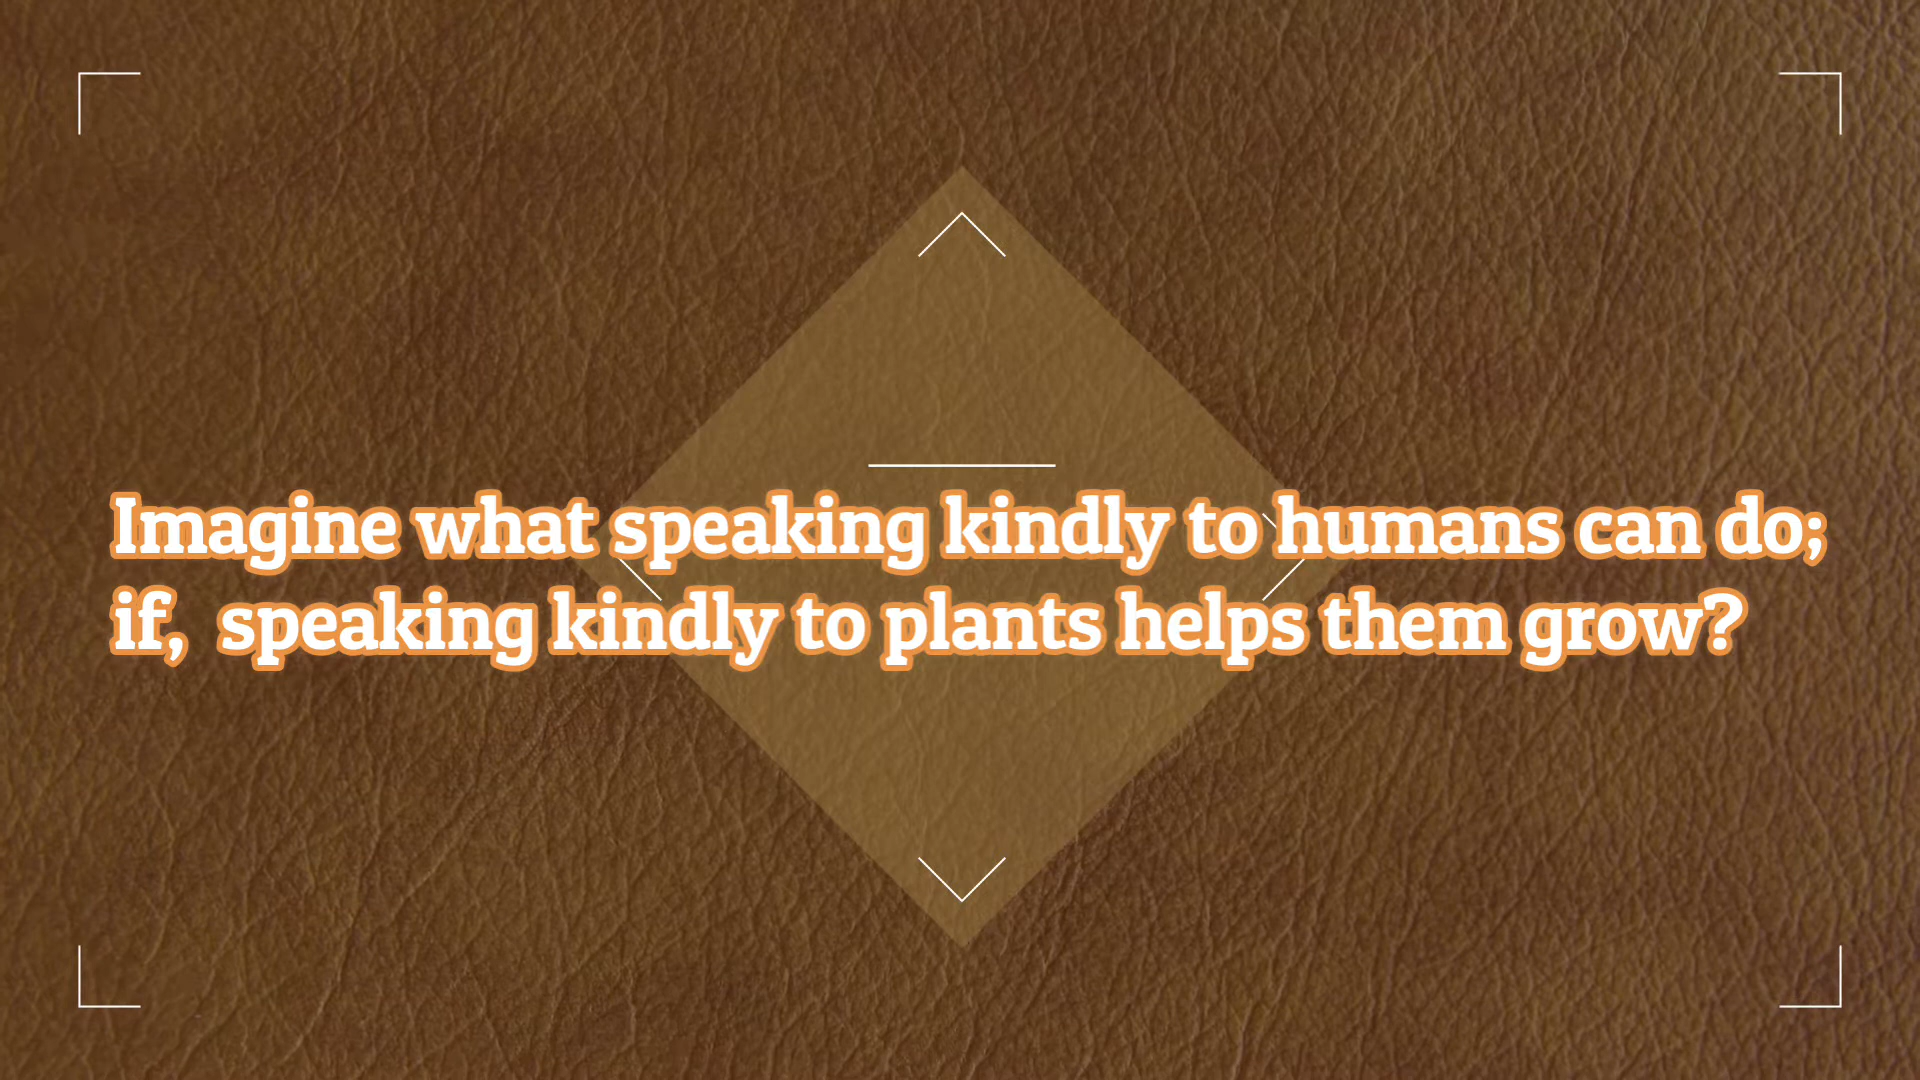 Imagine what speaking kindly to humans can do;
if,  speaking kindly to plants helps them grow?